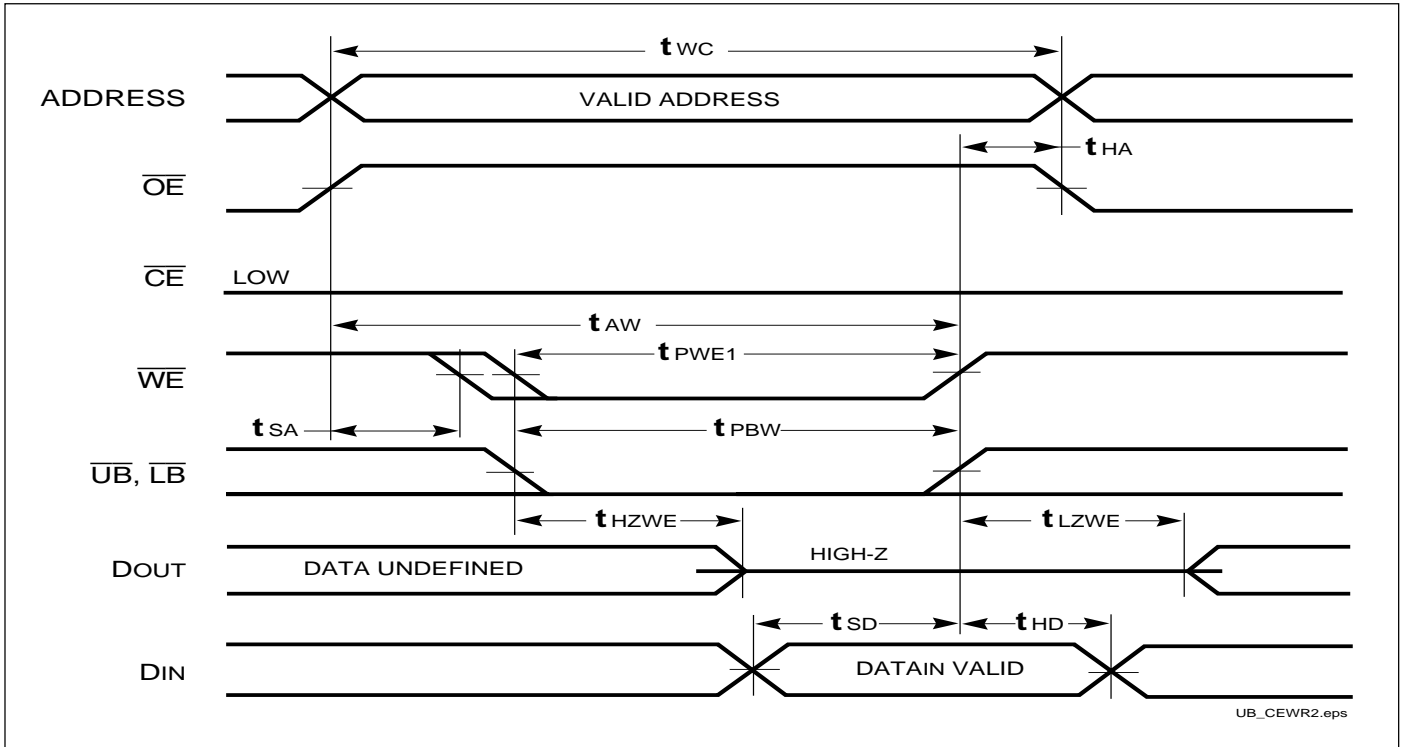 t WC
ADDRESS VALID ADDRESS
t HA
OE
CE LOW
t AW
t PWE1
WE
t SA t PBW
UB, LB
t HZWE t LZWE
DOUT DATA UNDEFINED HIGH-Z
t SD t HD
DIN DATAIN VALID
UB_CEWR2.eps